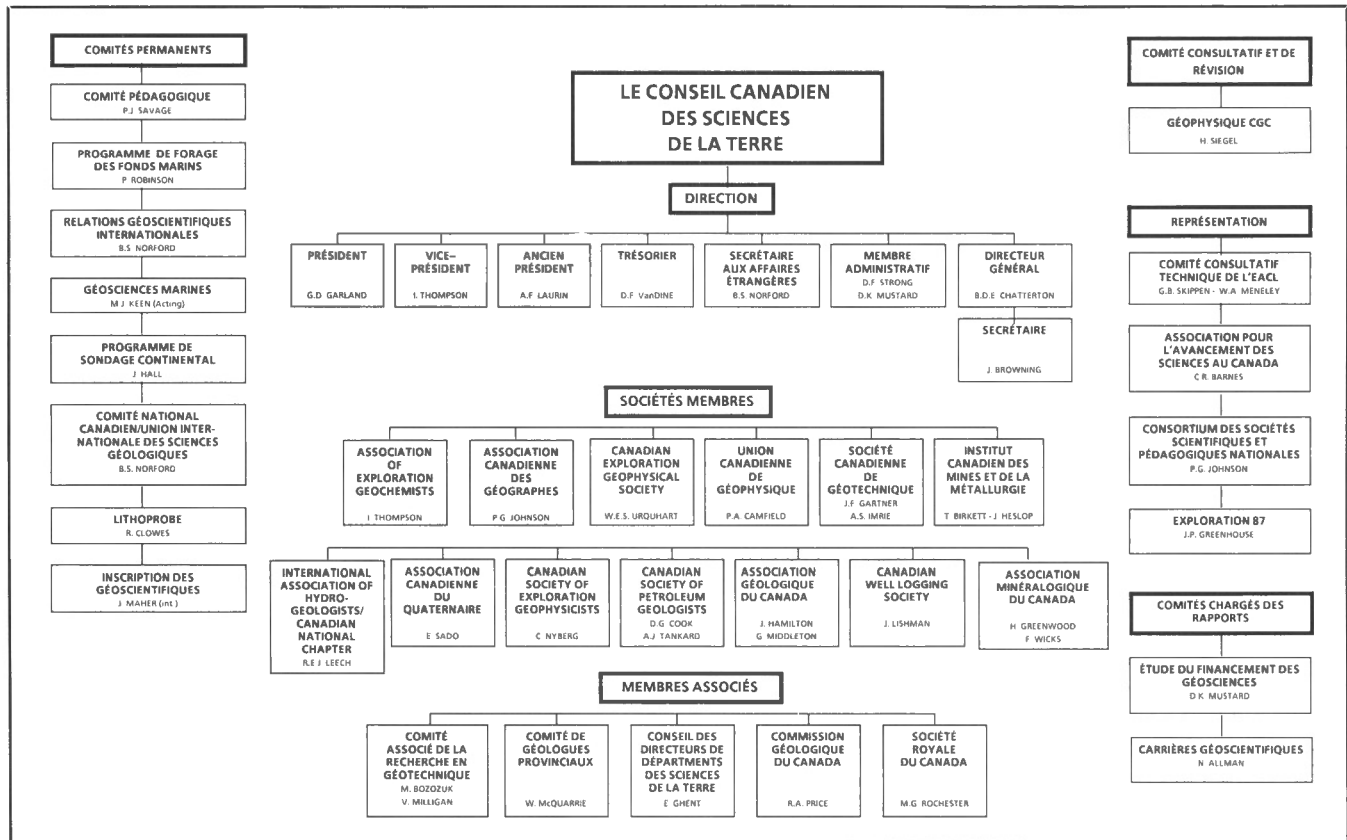 COMITÉS PERMANENTS
COMITÉ PÉDAGOGIQUE
P.J SAVAGE
PROGRAMME DE FORAGE
DES FONDS MARINS
P ROBINSON
RELATIONS GÉOSCIENTIFIQUES
INTERNATIONALES
B.S NORFORD
GÉOSCIENCES MARINES
M J KEEN (Acting)
PROGRAMME DE
SONDAGE CONTINENTAL
J HALL
COMITÉ NATIONAL
CANADIEN/UNION INTER-
NATIONALE DES SCIENCES
GÉOLOGIQUES
B.S. NORFORD
LITHOPROBE
R. CLOWES
INSCRIPTION DES
GÉOSCIENTIFIQUES
J MAHER (int )
LE CONSEIL CANADIEN
DES SCIENCES
DE LA TERRE
DIRECTION
PRÉSIDENT
G.D GARLAND
VICE–
PRÉSIDENT
I. THOMPSON
ANCIEN
PRÉSIDENT
A.F LAURIN
TRÉSORIER
D.F VanDINE
SECRÉTAIRE
AUX AFFAIRES
ÉTRANGÈRES
B.S NORFORD
MEMBRE
ADMINISTRATIF
D.F STRONG
D.K MUSTARD
DIRECTEUR
GÉNÉRAL
B.D.E CHATTERTON
SECRÉTAIRE
J. BROWNING
SOCIÉTÉS MEMBRES
ASSOCIATION
OF
EXPLORATION
GEOCHEMISTS
I THOMPSON
ASSOCIATION
CANADIENNE
DES
GÉOGRAPHES
P G JOHNSON
CANADIAN
EXPLORATION
GEOPHYSICAL
SOCIETY
W.E.S. URQUHART
UNION
CANADIENNE
DE
GÉOPHYSIQUE
P.A. CAMFIELD
SOCIÉTÉ
CANADIENNE
DE
GÉOTECHNIQUE
J.F GARTNER
A.S. IMRIE
INSTITUT
CANADIEN DES
MINES ET DE LA
MÉTALLURGIE
T BIRKETT - J HESLOP
INTERNATIONAL
ASSOCIATION OF
HYDRO-
GEOLOGISTS/
CANADIAN
NATIONAL
CHAPTER
R.E J LEECH
ASSOCIATION
CANADIENNE
DU
QUATERNAIRE
E SADO
CANADIAN
SOCIETY OF
EXPLORATION
GEOPHYSICISTS
C NYBERG
CANADIAN
SOCIETY OF
PETROLEUM
GEOLOGISTS
D.G COOK
A.J TANKARD
ASSOCIATION
GÉOLOGIQUE
DU CANADA
J. HAMILTON
G MIDDLETON
CANADIAN
WELL LOGGING
SOCIETY
J. LISHMAN
ASSOCIATION
MINÉRALOGIQUE
DU CANADA
H GREENWOOD
F WICKS
MEMBRES ASSOCIÉS
COMITÉ
ASSOCIÉ DE LA
RECHERCHE EN
GÉOTECHNIQUE
M. BOZOZUK
V. MILLIGAN
COMITÉ DE
GÉOLOGUES
PROVINCIAUX
W. McQUARRIE
CONSEIL DES
DIRECTEURS DE
DÉPARTMENTS
DES SCIENCES
DE LA TERRE
E GHENT
COMMISSION
GÉOLOGIQUE
DU CANADA
R.A. PRICE
SOCIÉTÉ
ROYALE
DU CANADA
M.G ROCHESTER
COMITÉ CONSULTATIF ET DE
RÉVISION
GÉOPHYSIQUE CGC
H. SIEGEL
REPRÉSENTATION
COMITÉ CONSULTATIF
TECHNIQUE DE L'EACL
G.B. SKIPPEN - W.A MENELEY
ASSOCIATION POUR
L'AVANCEMENT DES
SCIENCES AU CANADA
C R. BARNES
CONSORTIUM DES SOCIÉTÉS
SCIENTIFIQUES ET
PÉDAGOGIQUES NATIONALES
P.G. JOHNSON
EXPLORATION 87
J.P. GREENHOUSE
COMITÉS CHARGÉS DES
RAPPORTS
ÉTUDE DU FINANCEMENT DES
GÉOSCIENCES
D.K MUSTARD
CARRIÈRES GÉOSCIENTIFIQUES
N ALLMAN